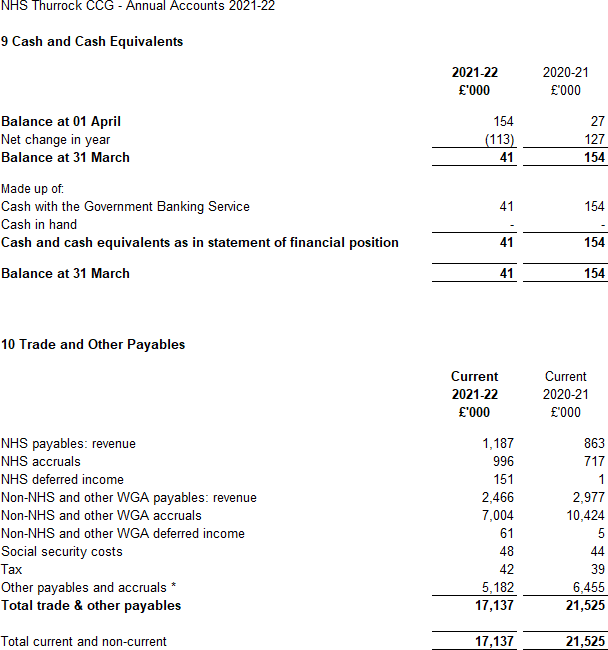 NHS Thurrock CCG - Annual Accounts 2021-22
9 Cash and Cash Equivalents
2021-22 2020-21
£'000 £'000
Balance at 01 April 154 27
Net change in year (113) 127
Balance at 31 March 41 154
Made up of:
Cash with the Government Banking Service 41 154
Cash in hand - -
Cash and cash equivalents as in statement of financial position 41 154
Balance at 31 March 41 154
10 Trade and Other Payables
Current Current
2021-22 2020-21
£'000 £'000
NHS payables: revenue 1,187 863
NHS accruals 996 717
NHS deferred income 151 1
Non-NHS and other WGA payables: revenue 2,466 2,977
Non-NHS and other WGA accruals 7,004 10,424
Non-NHS and other WGA deferred income 61 5
Social security costs 48 44
Tax 42 39
Other payables and accruals * 5,182 6,455
Total trade & other payables 17,137 21,525
Total current and non-current 17,137 21,525